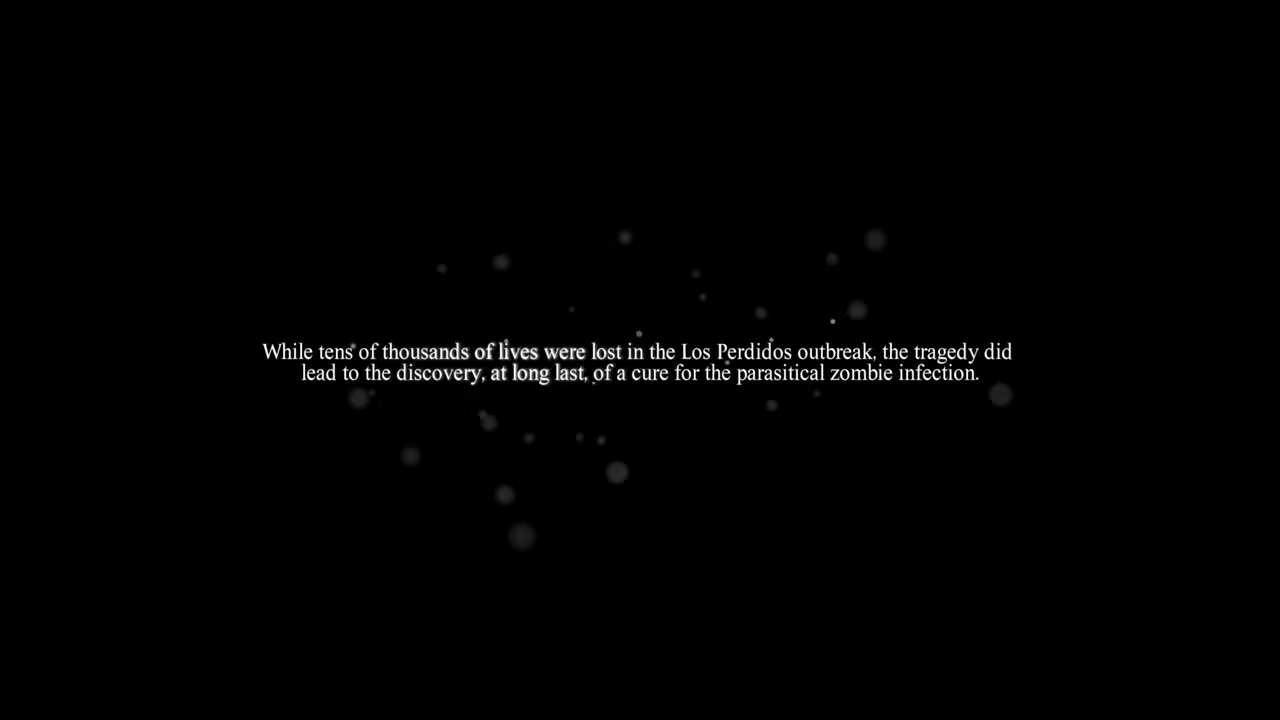 While tens of thousands of lives were lost in the Los Perdidos outbreak, the tragedy did
lead to the discovery, at long last, of a cure for the parasitical zombie infection.